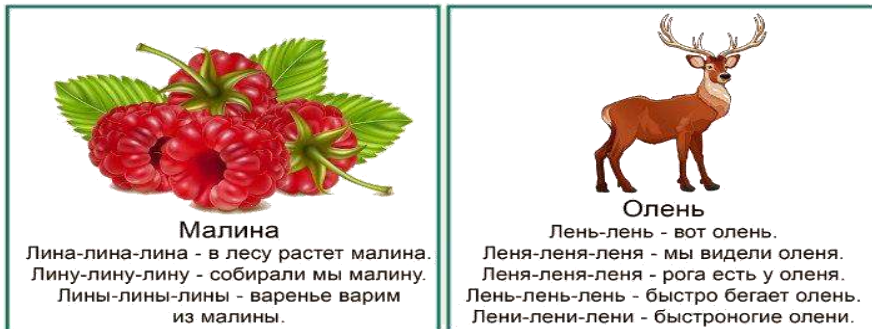 Малина
Лина-лина-лина - в лесу растет малина.
Лину-лину-лину - собирали мы малину.
Лины-лины-лины - варенье варим
из малины.
Олень
Лень-лень - вот олень.
Леня-леня-леня - мы видели оленя.
Леня-леня-леня - рога есть у оленя.
Лень-лень-лень - быстро бегает олень.
Лени-лени-лени - быстроногие олени.